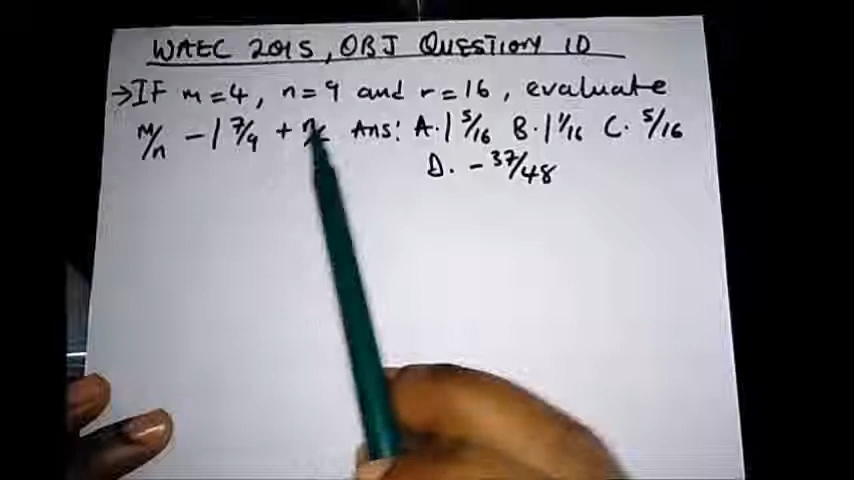 WAEC 2015, OBJ QUESTION 10
→IF m=4, n=9 and r=16, evaluate
m/n - 1 7/9 + n/r Ans: A. 1 5/16 B. 1 1/16 C. 5/16
D. - 37/48